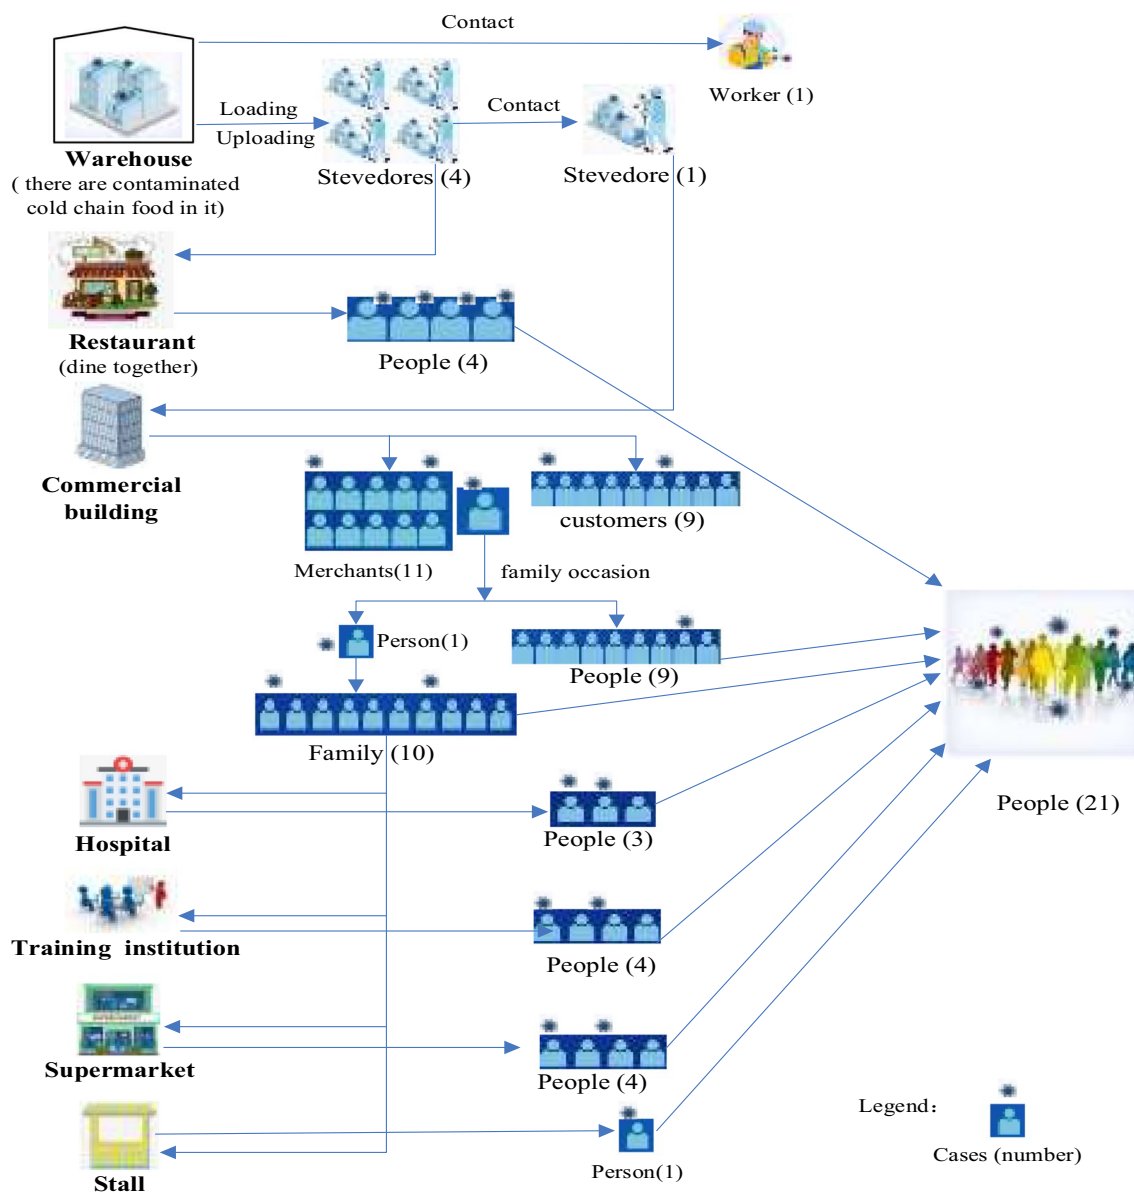 Contact
Worker (1)
Loading
Uploading
Contact
Warehouse
( there are contaminated
cold chain food in it)
Stevedores (4)
Stevedore (1)
Restaurant
(dine together)
People (4)
Commercial
building
Merchants(11)
customers (9)
family occasion
Person(1)
People (9)
Family (10)
Hospital
People (3)
People (21)
Training institution
People (4)
Supermarket
People (4)
Legend：
Cases (number)
Stall
Person(1)